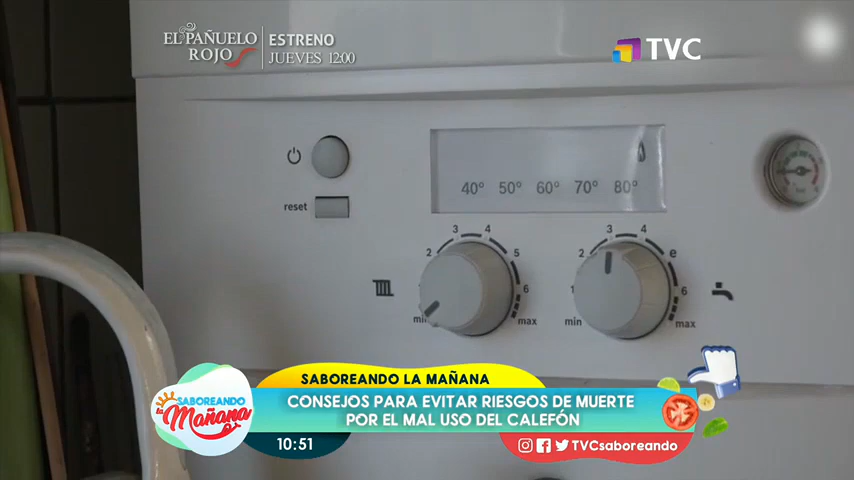 EL PAÑUELO
ROJO
ESTRENO
JUEVES 12:00
TVC
reset
40° 50° 60° 70° 80°
2 3 4 5 6
min max
1 2 3 4 e 6
min max
SABOREANDO LA MAÑANA
CONSEJOS PARA EVITAR RIESGOS DE MUERTE
POR EL MAL USO DEL CALEFÓN
SABOREANDO
Mañana
10:51
TVCsaboreando